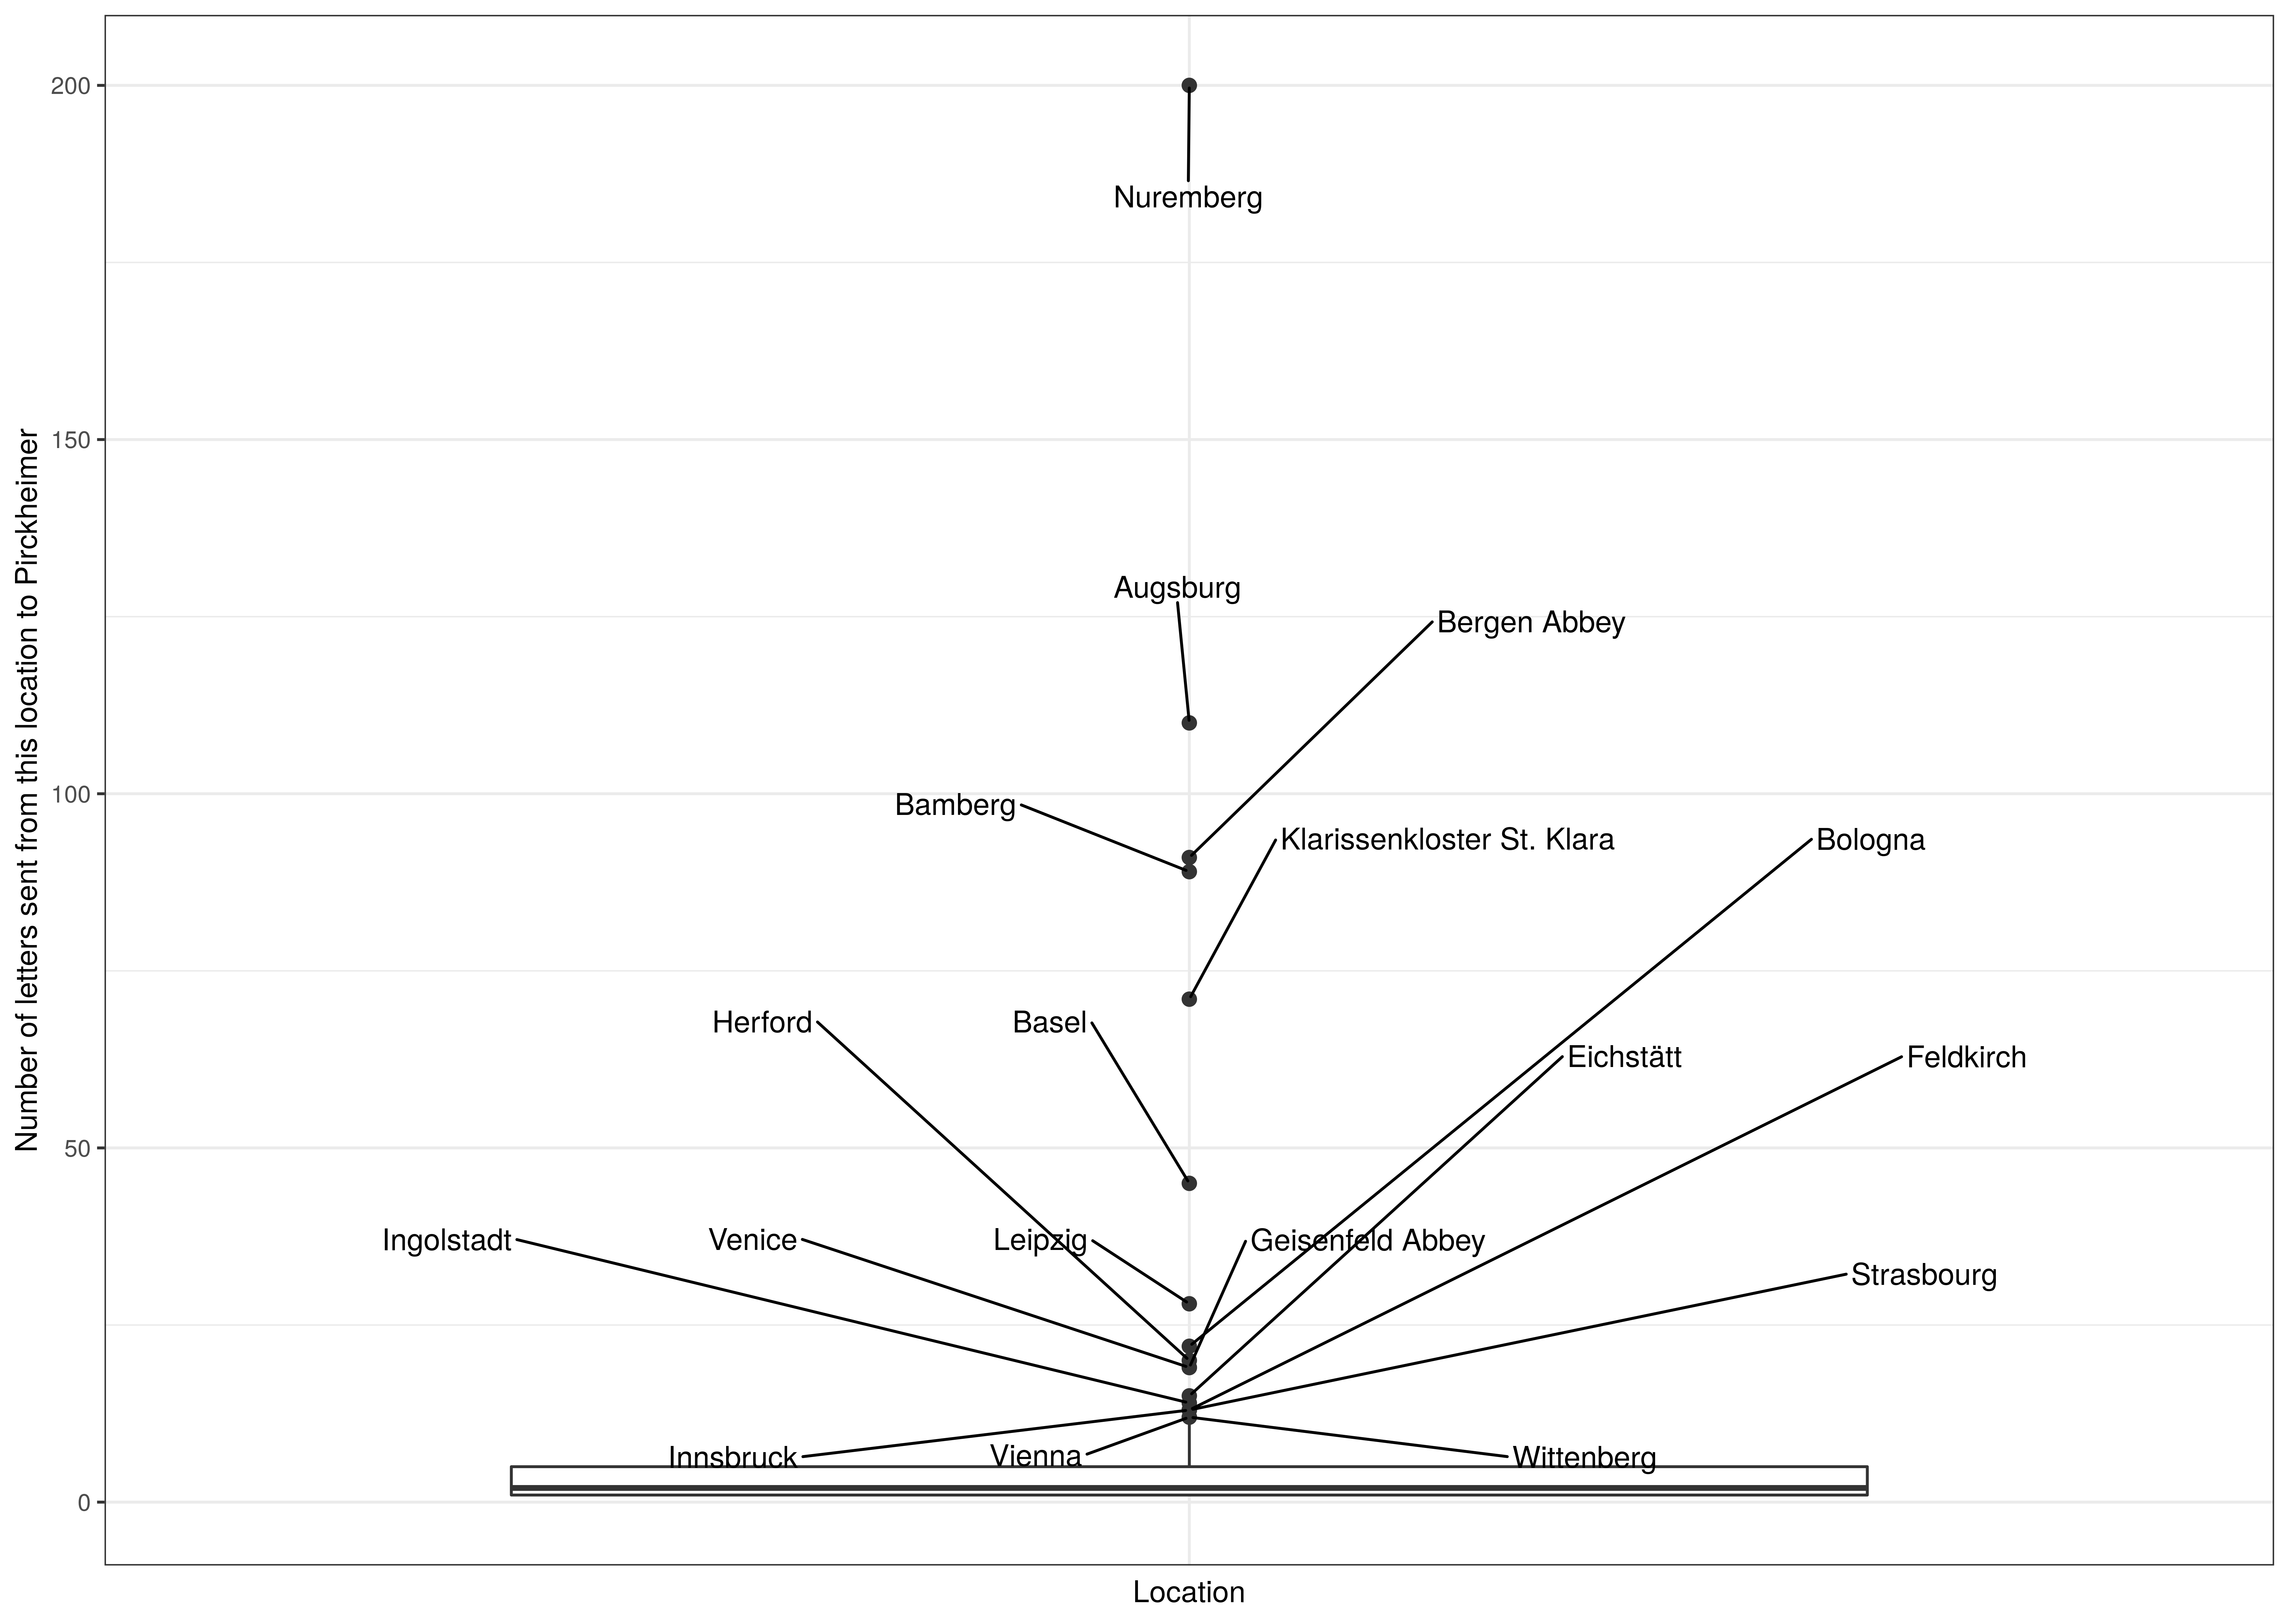 200
Nuremberg
150
Augsburg
Bergen Abbey
100
Bamberg
Klarissenkloster St. Klara
Bologna
Herford
Basel
Eichstätt
Feldkirch
50
Ingolstadt
Venice
Leipzig
Geisenfeld Abbey
Strasbourg
Innsbruck
Vienna
Wittenberg
0
Location
Number of letters sent from this location to Pirckheimer